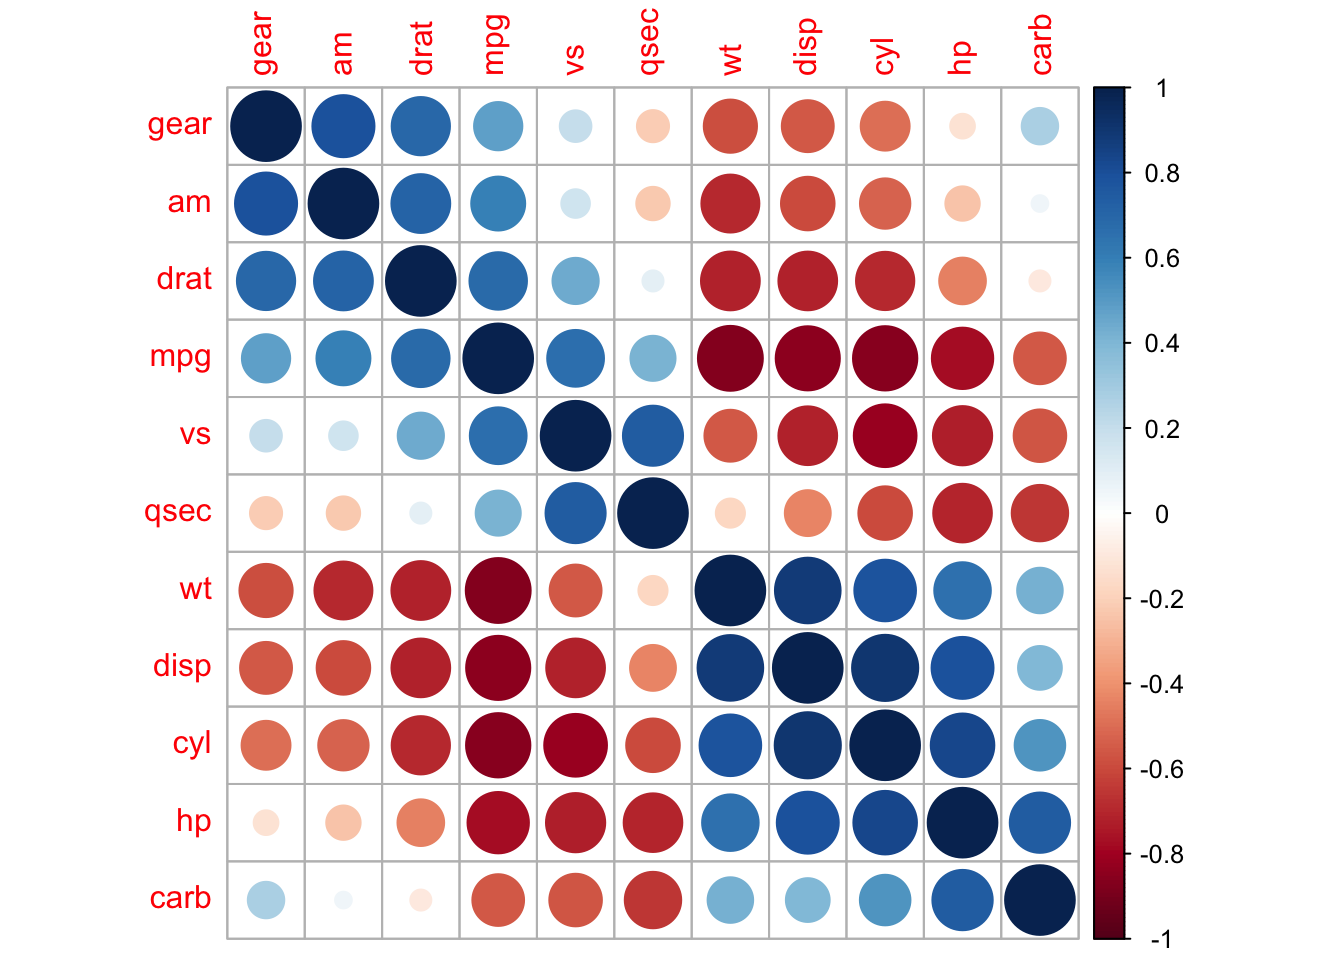 gear am drat mpg vs qsec wt disp cyl hp carb
gear
am
drat
mpg
vs
qsec
wt
disp
cyl
hp
carb
1
0.8
0.6
0.4
0.2
0
-0.2
-0.4
-0.6
-0.8
-1